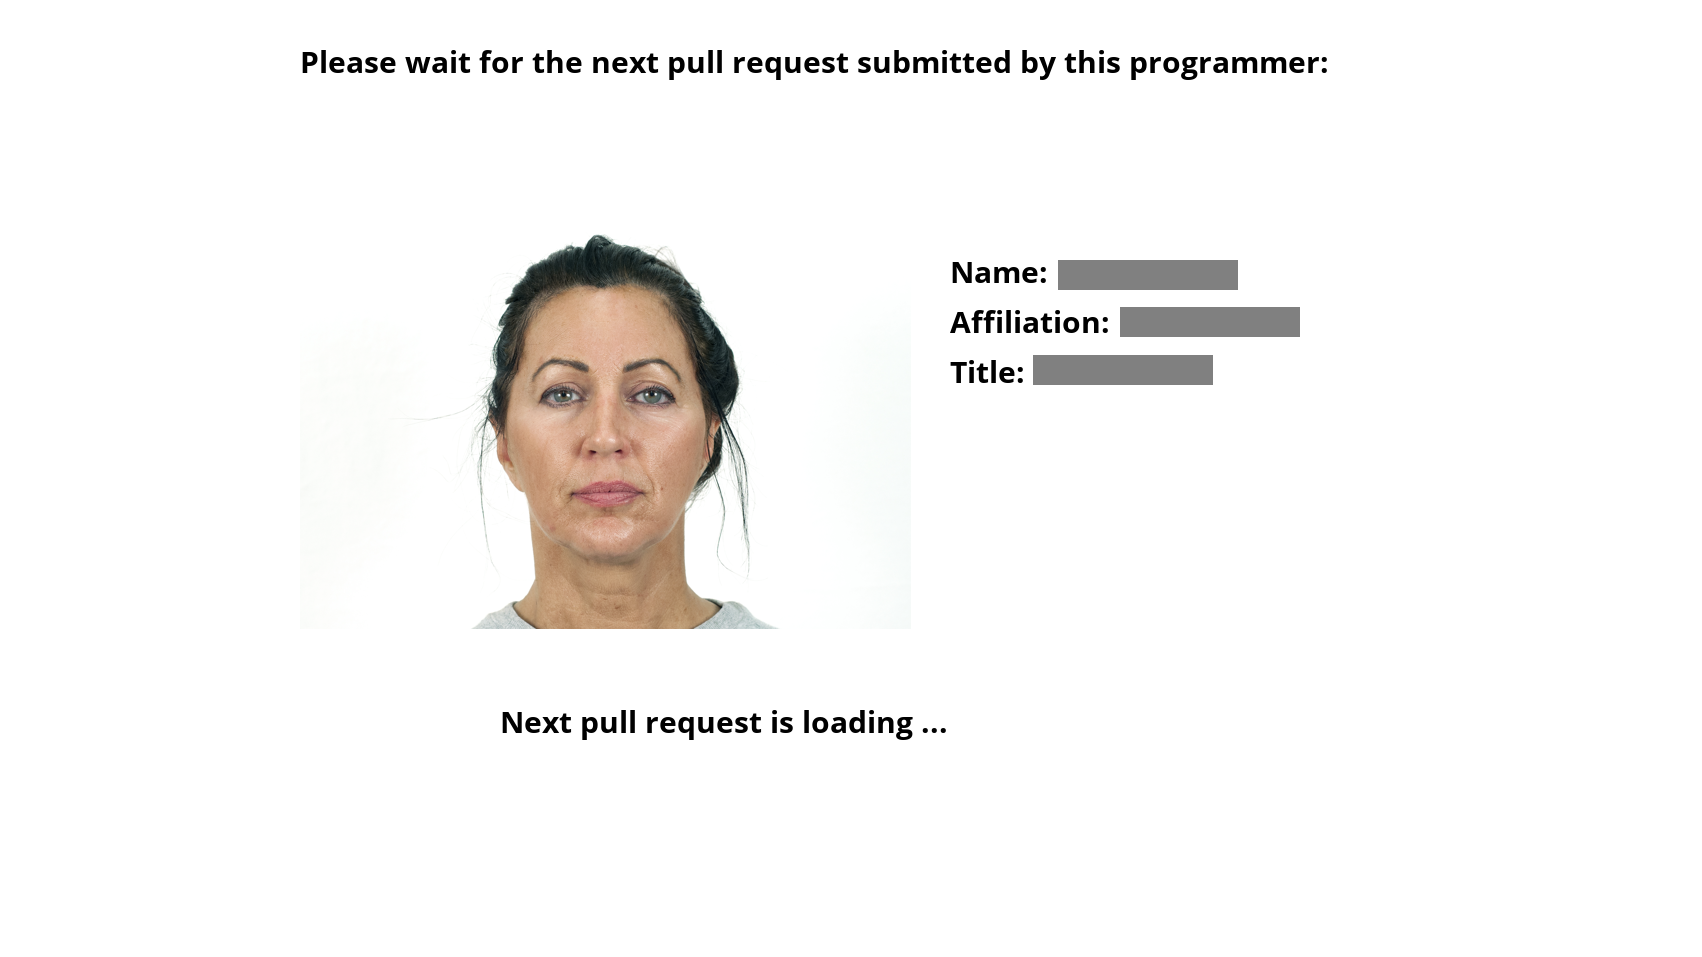 Please wait for the next pull request submitted by this programmer:
Name:
Affiliation:
Title:
Next pull request is loading ...